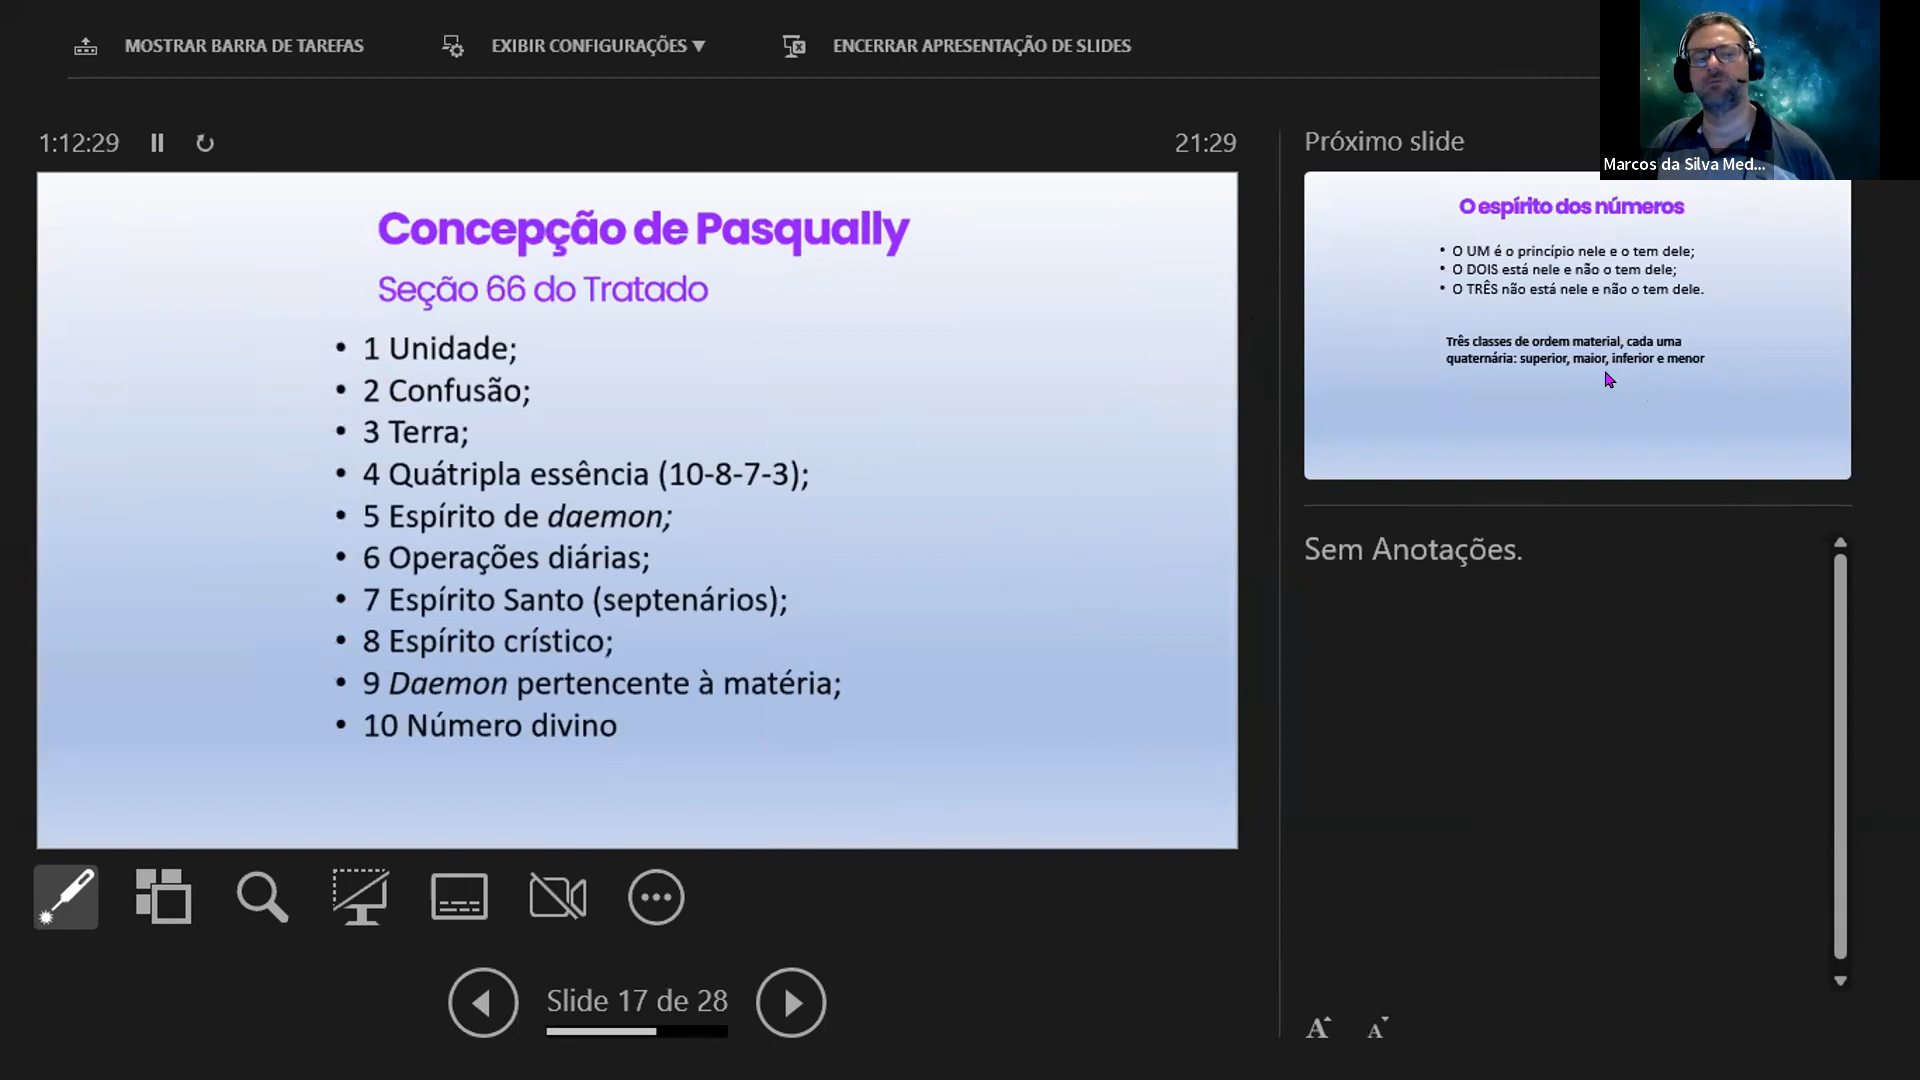 MOSTRAR BARRA DE TAREFAS
EXIBIR CONFIGURAÇÕES ▼
ENCERRAR APRESENTAÇÃO DE SLIDES
Marcos da Silva Med...
1:12:29
21:29
Próximo slide
Concepção de Pasqually
Seção 66 do Tratado
• 1 Unidade;
• 2 Confusão;
• 3 Terra;
• 4 Quátripla essência (10-8-7-3);
• 5 Espírito de daemon;
• 6 Operações diárias;
• 7 Espírito Santo (septenários);
• 8 Espírito crístico;
• 9 Daemon pertencente à matéria;
• 10 Número divino
O espírito dos números
• O UM é o princípio nele e o tem dele;
• O DOIS está nele e não o tem dele;
• O TRÊS não está nele e não o tem dele.
Três classes de ordem material, cada uma
quaternária: superior, maior, inferior e menor
Sem Anotações.
Slide 17 de 28
A A